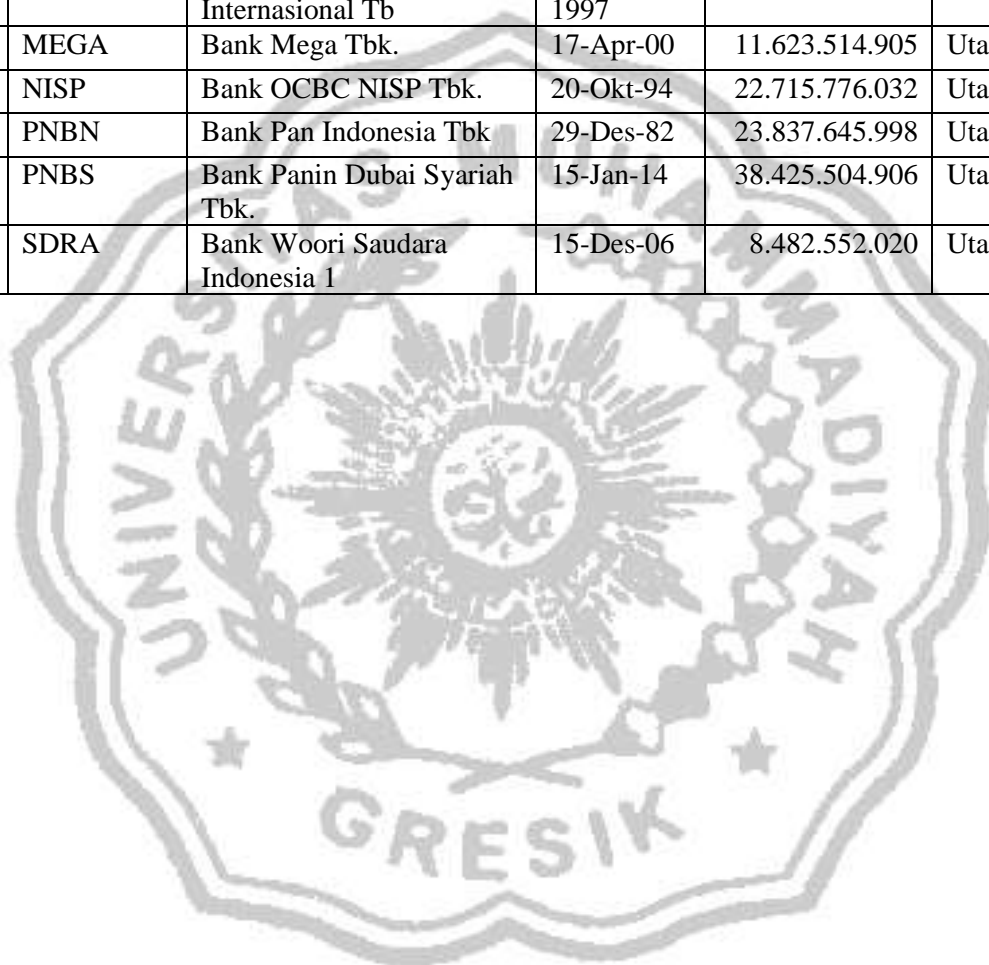 Internasional Tb 1997
MEGA Bank Mega Tbk. 17-Apr-00 11.623.514.905 Uta
NISP Bank OCBC NISP Tbk. 20-Okt-94 22.715.776.032 Uta
PNBN Bank Pan Indonesia Tbk 29-Des-82 23.837.645.998 Uta
PNBS Bank Panin Dubai Syariah 15-Jan-14 38.425.504.906 Uta
Tbk.
SDRA Bank Woori Saudara 15-Des-06 8.482.552.020 Uta
Indonesia 1
UNIVERSITAS MUHAMMADIYAH
GRESIK